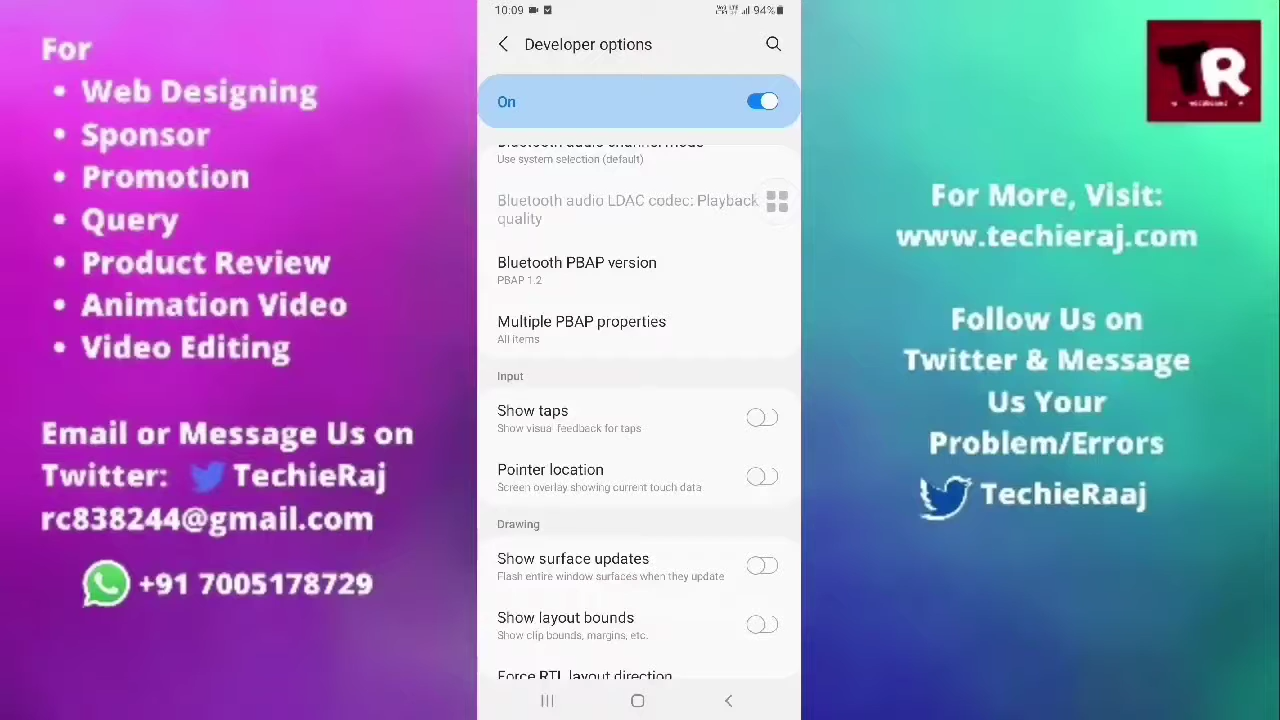 For
• Web Designing
• Sponsor
• Promotion
• Query
• Product Review
• Animation Video
• Video Editing
Email or Message Us on
Twitter: TechieRaj
rc838244@gmail.com
+91 7005178729
10:09
94%
Developer options
On
Bluetooth audio channel mode
Use system selection (default)
Bluetooth audio LDAC codec: Playback
quality
Bluetooth PBAP version
PBAP 1.2
Multiple PBAP properties
All items
Input
Show taps
Show visual feedback for taps
Pointer location
Screen overlay showing current touch data
Drawing
Show surface updates
Flash entire window surfaces when they update
Show layout bounds
Show clip bounds, margins, etc.
Force RTL layout direction
TR
For More, Visit:
www.techieraj.com
Follow Us on
Twitter & Message
Us Your
Problem/Errors
TechieRaaj